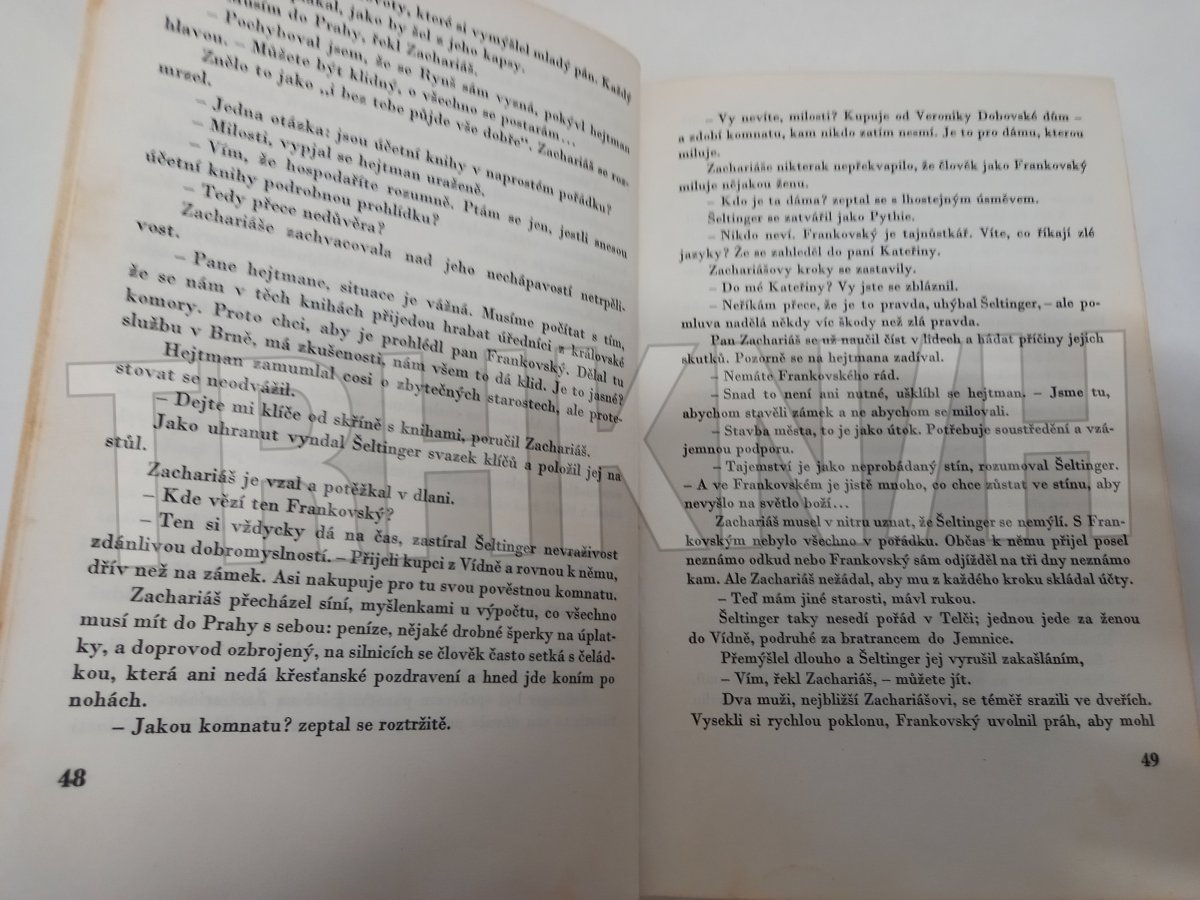 plakal, jako by šel z jeho kapsy.
které si vymýšlel mladý pán. Každý
Musím do Prahy, řekl Zachariáš.
– Pochyboval jsem, že se Rynš sám vyzná, pokývl hejtman
hlavou. – Můžete být klidný, o všechno se postarám...
Znělo to jako „i bez tebe půjde vše dobře“. Zachariáš se roz-
mrzel.
– Jedna otázka: jsou účetní knihy v naprostém pořádku?
– Milosti, vypjal se hejtman uraženě.
– Vím, že hospodaříte rozumně. Ptám se jen, jestli snesou
účetní knihy podrobnou prohlídku?
– Tedy přece nedůvěra?
Zachariáše zachvacovala nad jeho nechápavostí netrpěli-
vost.
– Pane hejtmane, situace je vážná. Musíme počítat s tím,
že se nám v těch knihách přijedou hrabat úředníci z královské
komory. Proto chci, aby je prohlédl pan Frankovský. Dělal tu
službu v Brně, má zkušenosti, nám všem to dá klid. Je to jasné?
Hejtman zamumlal cosi o zbytečných starostech, ale prote-
stovat se neodvážil.
– Dejte mi klíče od skříně s knihami, poručil Zachariáš.
Jako uhranut vyndal Šeltinger svazek klíčů a položil jej na
stůl.
Zachariáš je vzal a potěžkal v dlani.
– Kde vězí ten Frankovský?
– Ten si vždycky dá na čas, zastíral Šeltinger nevraživost
zdánlivou dobromyslností. – Přijeli kupci z Vídně a rovnou k němu,
dřív než na zámek. Asi nakupuje pro tu svou pověstnou komnatu.
Zachariáš přecházel síní, myšlenkami u výpočtu, co všechno
musí mít do Prahy s sebou: peníze, nějaké drobné šperky na úplat-
ky, a doprovod ozbrojený, na silnicích se člověk často setká s čelád-
kou, která ani nedá křesťanské pozdravení a hned jde koním po
nohách.
– Jakou komnatu? zeptal se roztržitě.
48
– Vy nevíte, milosti? Kupuje od Veroniky Dobovské dům –
a zdobí komnatu, kam nikdo zatím nesmí. Je to pro dámu, kterou
miluje.
Zachariáše nikterak nepřekvapilo, že člověk jako Frankovský
miluje nějakou ženu.
– Kdo je ta dáma? zeptal se s lhostejným úsměvem.
Šeltinger se zatvářil jako Pythie.
– Nikdo neví. Frankovský je tajnůstkář. Víte, co říkají zlé
jazyky? Že se zahleděl do paní Kateřiny.
Zachariášovy kroky se zastavily.
– Do mé Kateřiny? Vy jste se zbláznil.
– Neříkám přece, že je to pravda, uhýbal Šeltinger, – ale po-
mluva nadělá někdy víc škody než zlá pravda.
Pan Zachariáš se už naučil číst v lidech a hádat příčiny jejich
skutků. Pozorně se na hejtmana zadíval.
– Nemáte Frankovského rád.
– Snad to není ani nutné, ušklíbl se hejtman. – Jsme tu,
abychom stavěli zámek a ne abychom se milovali.
– Stavba města, to je jako útok. Potřebuje soustředění a vzá-
jemnou podporu.
– Tajemství je jako neprobádaný stín, rozumoval Šeltinger.
– A ve Frankovském je jistě mnoho, co chce zůstat ve stínu, aby
nevyšlo na světlo boží...
Zachariáš musel v nitru uznat, že Šeltinger se nemýlí. S Fran-
kovským nebylo všechno v pořádku. Občas k němu přijel posel
neznámo odkud nebo Frankovský sám odjížděl na tři dny neznámo
kam. Ale Zachariáš nežádal, aby mu z každého kroku skládal účty.
– Teď mám jiné starosti, mávl rukou.
Šeltinger taky nesedí pořád v Telči; jednou jede za ženou
do Vídně, podruhé za bratrancem do Jemnice.
Přemýšlel dlouho a Šeltinger jej vyrušil zakašláním,
– Vím, řekl Zachariáš, – můžete jít.
Dva muži, nejbližší Zachariášovi, se téměř srazili ve dveřích.
Vysekli si rychlou poklonu, Frankovský uvolnil práh, aby mohl
49
TRHKNIH